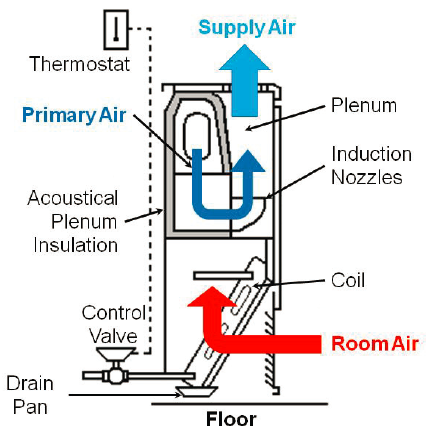 Supply Air
Thermostat
Primary Air
Plenum
Induction
Nozzles
Acoustical
Plenum
Insulation
Coil
Control
Valve
Room Air
Drain
Pan
Floor